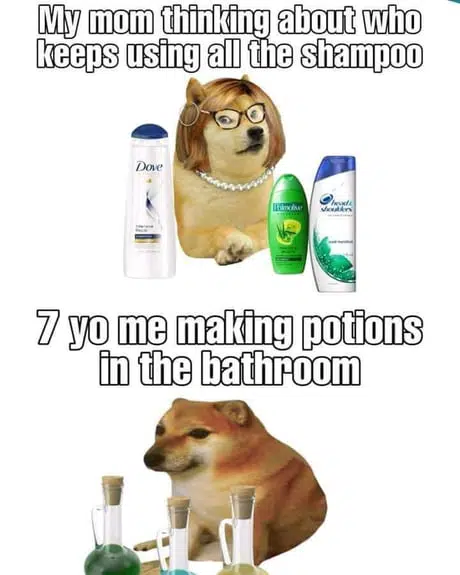 My mom thinking about who
keeps using all the shampoo
Dove
Palmolive
head &
shoulders
7 yo me making potions
in the bathroom